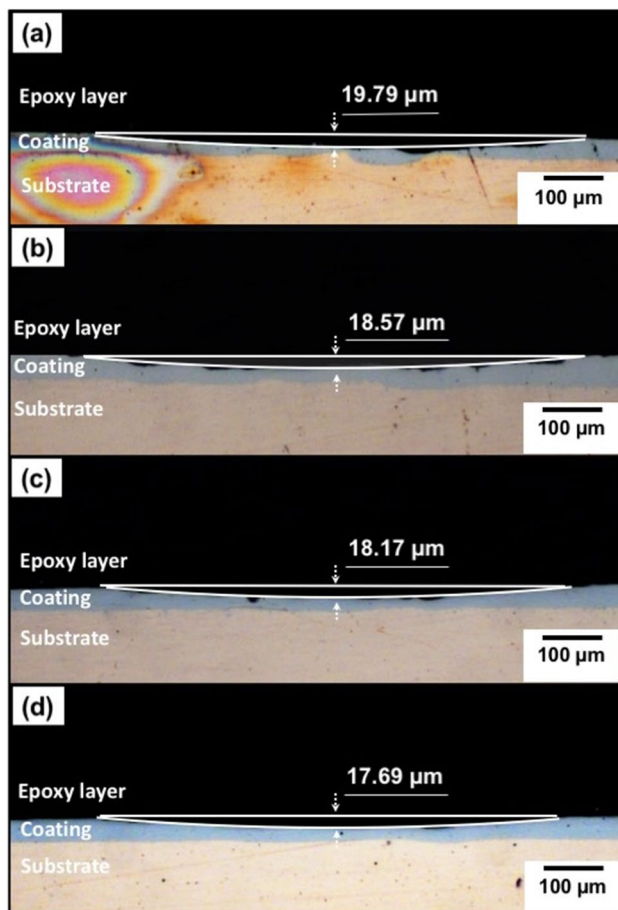 (a)
Epoxy layer
19.79 µm
Coating
Substrate
100 µm
(b)
Epoxy layer
18.57 µm
Coating
Substrate
100 µm
(c)
Epoxy layer
18.17 µm
Coating
Substrate
100 µm
(d)
Epoxy layer
17.69 µm
Coating
Substrate
100 µm